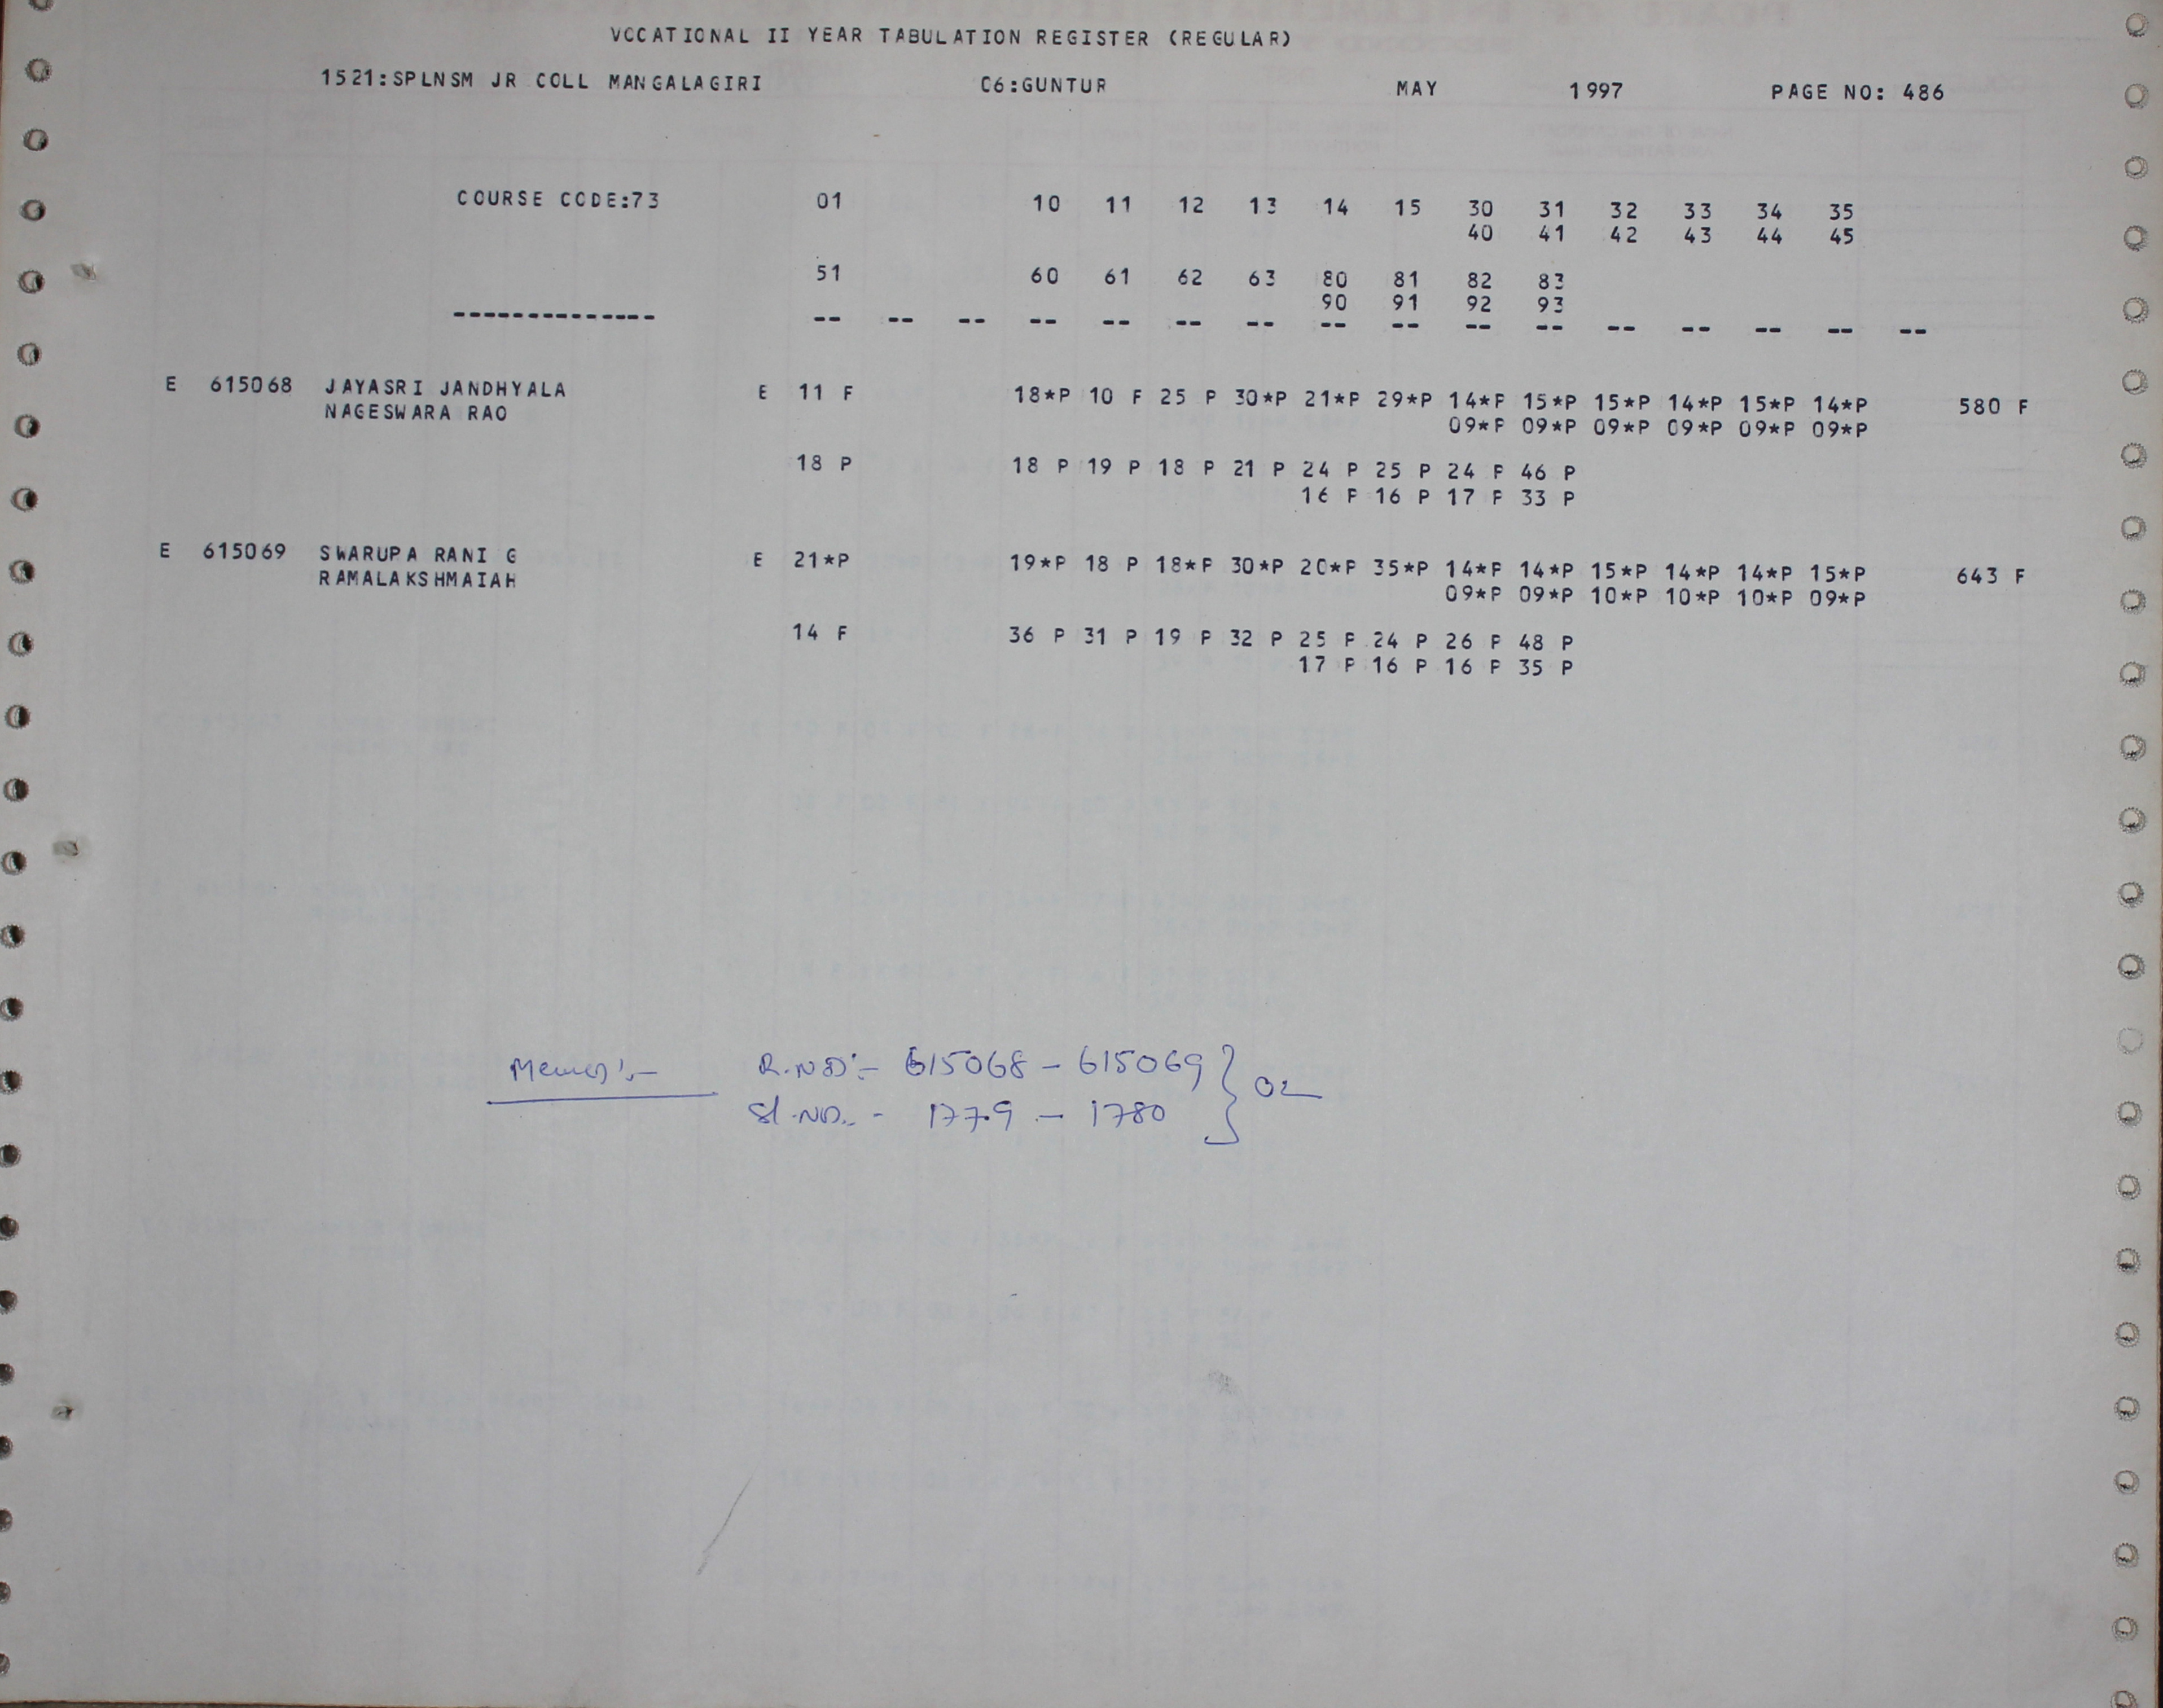 VOCATIONAL II YEAR TABULATION REGISTER (REGULAR)
1521:SPLNSM JR COLL MANGALAGIRI 06:GUNTUR MAY 1997 PAGE NO: 486
COURSE CODE:73 01 10 11 12 13 14 15 30 31 32 33 34 35
40 41 42 43 44 45
51 60 61 62 63 80 81 82 83
90 91 92 93
-------------- -- -- -- -- -- -- -- -- -- -- -- -- -- -- -- --
E 615068 JAYASRI JANDHYALA E 11 F 18*P 10 F 25 P 30*P 21*P 29*P 14*P 15*P 15*P 14*P 15*P 14*P 580 F
NAGESWARA RAO 09*P 09*P 09*P 09*P 09*P 09*P
18 P 18 P 19 P 18 P 21 P 24 P 25 P 24 P 46 P
16 P 16 P 17 P 33 P
E 615069 SWARUPA RANI G E 21*P 19*P 18 P 18*P 30*P 20*P 35*P 14*P 14*P 15*P 14*P 14*P 15*P 643 F
RAMALAKSHMAIAH 09*P 09*P 10*P 10*P 10*P 09*P
14 F 36 P 31 P 19 P 32 P 25 P 24 P 26 P 48 P
17 P 16 P 16 P 35 P
Memos:- R.NO:- 615068 - 615069 } 02
Sl.NO.:- 1779 - 1780